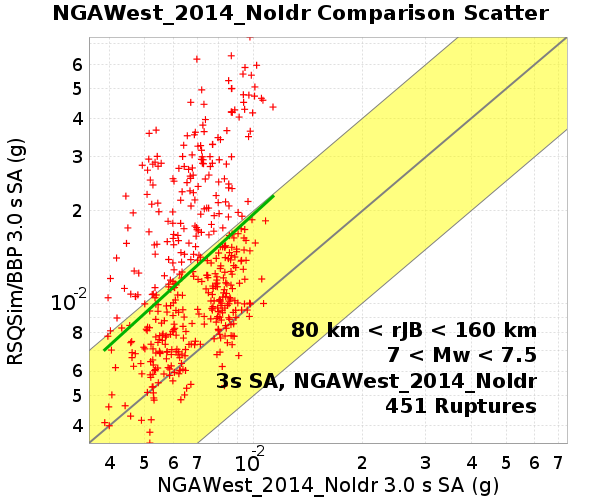 NGAWest_2014_NoIdr Comparison Scatter
RSQSim/BBP 3.0 s SA (g)
6
5
4
3
2
10-2
8
7
6
5
4
80 km < rJB < 160 km
7 < Mw < 7.5
3s SA, NGAWest_2014_NoIdr
451 Ruptures
4 5 6 7 10-2 2 3 4 5 6 7
NGAWest_2014_NoIdr 3.0 s SA (g)